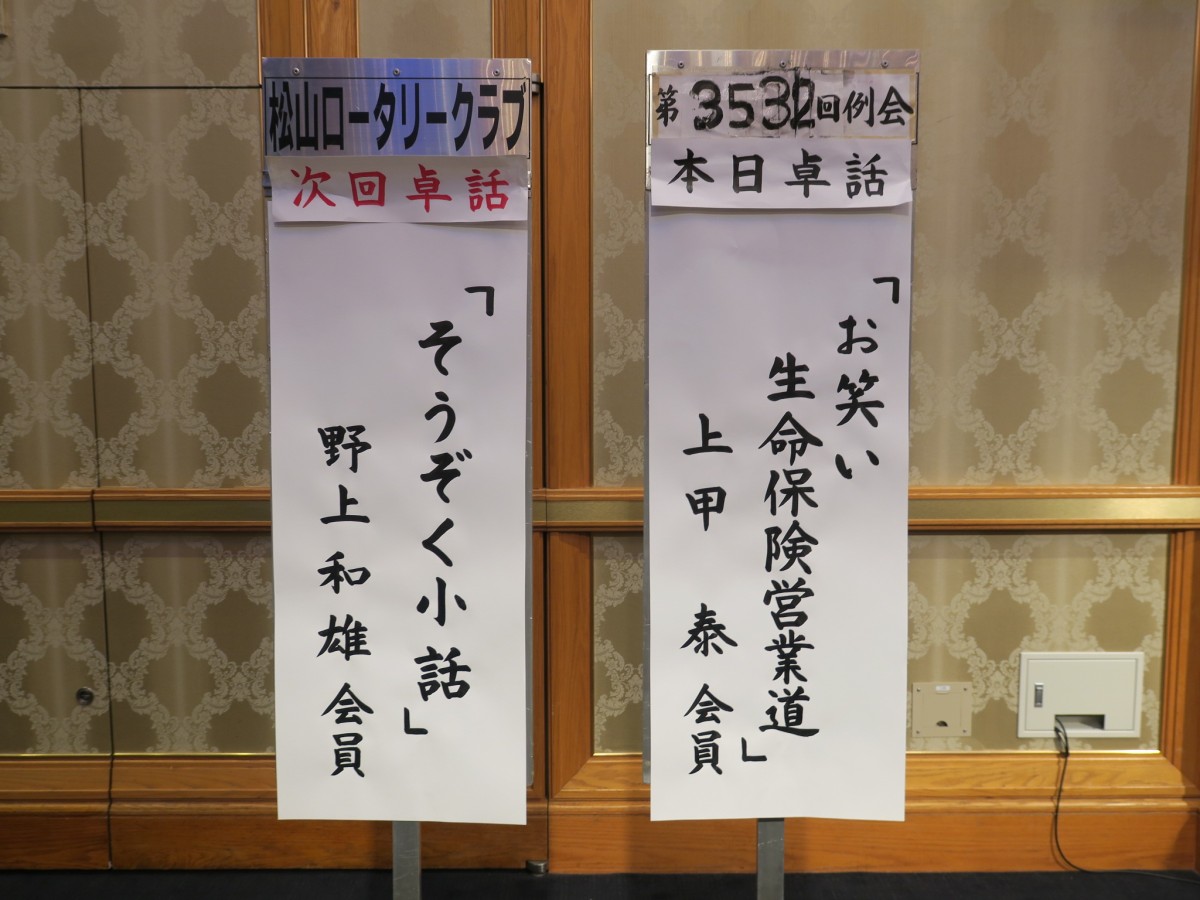 松山ロータリークラブ
次回卓話
「そうぞく小話」
野上和雄会員
第3532回例会
本日卓話
「お笑い
生命保険営業道」
上甲 泰会員